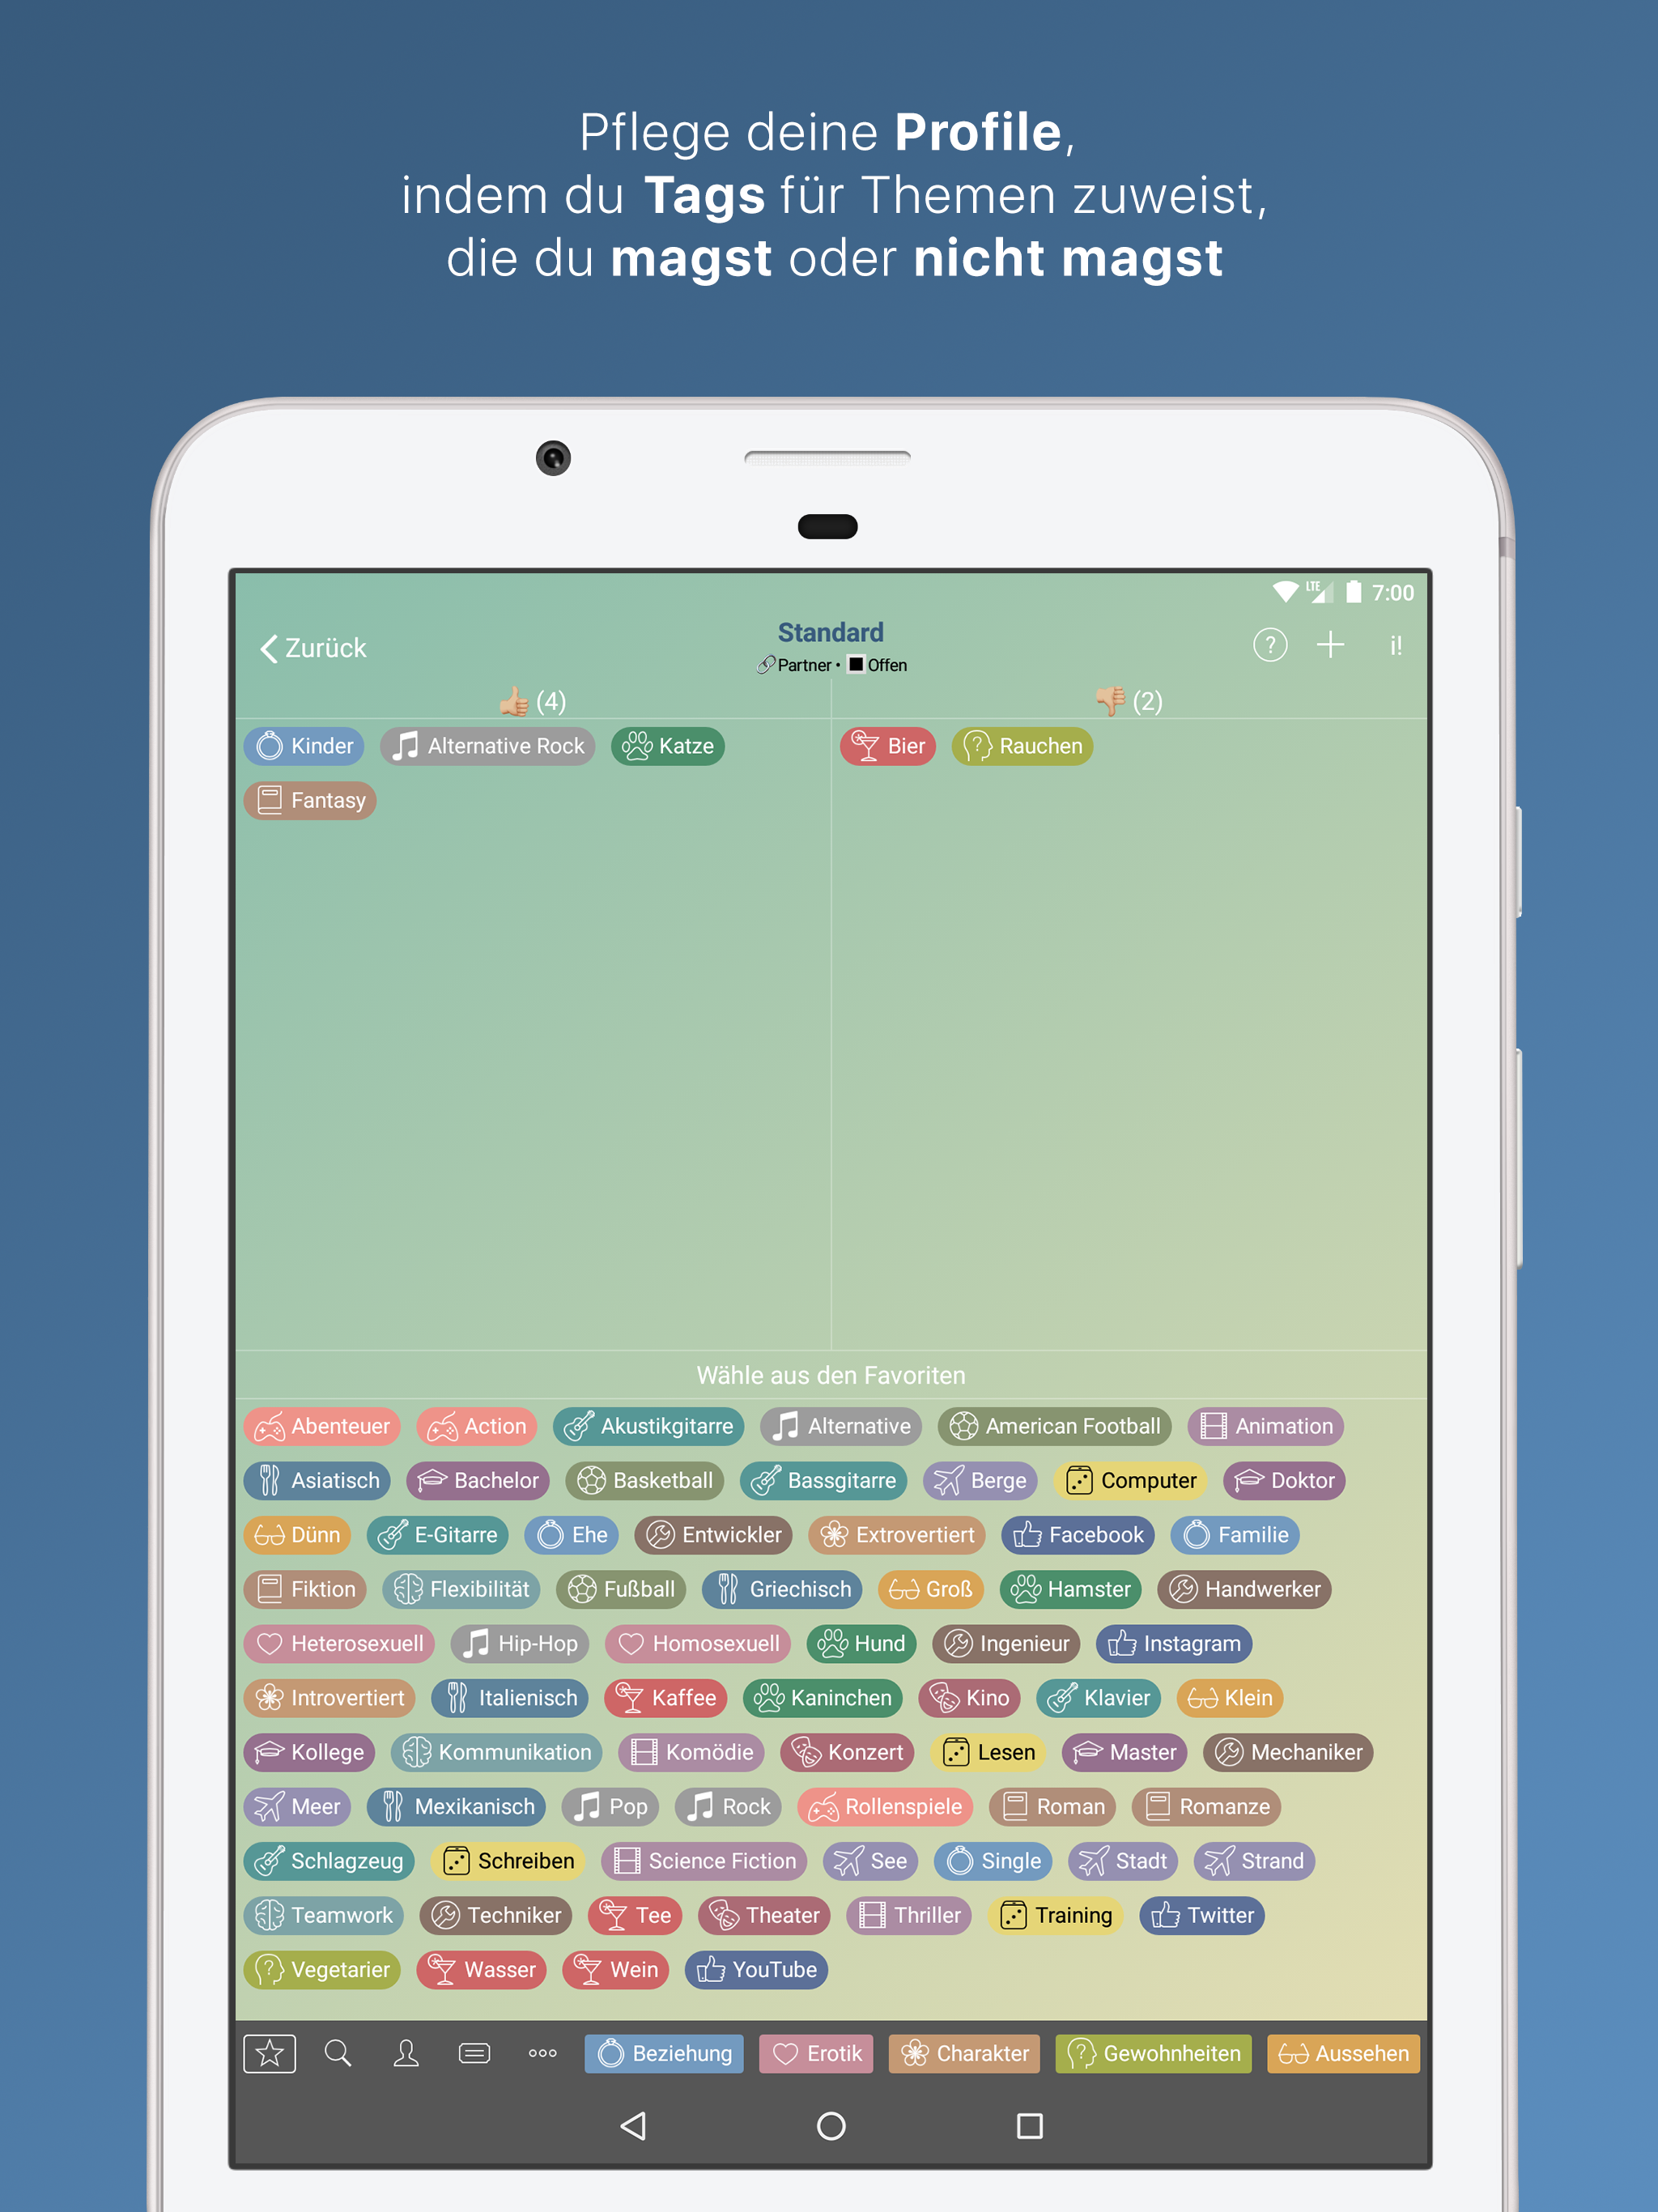 Pflege deine Profile,
indem du Tags für Themen zuweist,
die du magst oder nicht magst
LTE 7:00
Zurück
Standard
? + i!
Partner • Offen
(4) (2)
Kinder Alternative Rock Katze Bier Rauchen
Fantasy
Wähle aus den Favoriten
Abenteuer Action Akustikgitarre Alternative American Football Animation
Asiatisch Bachelor Basketball Bassgitarre Berge Computer Doktor
Dünn E-Gitarre Ehe Entwickler Extrovertiert Facebook Familie
Fiktion Flexibilität Fußball Griechisch Groß Hamster Handwerker
Heterosexuell Hip-Hop Homosexuell Hund Ingenieur Instagram
Introvertiert Italienisch Kaffee Kaninchen Kino Klavier Klein
Kollege Kommunikation Komödie Konzert Lesen Master Mechaniker
Meer Mexikanisch Pop Rock Rollenspiele Roman Romanze
Schlagzeug Schreiben Science Fiction See Single Stadt Strand
Teamwork Techniker Tee Theater Thriller Training Twitter
Vegetarier Wasser Wein YouTube
Beziehung Erotik Charakter Gewohnheiten Aussehen